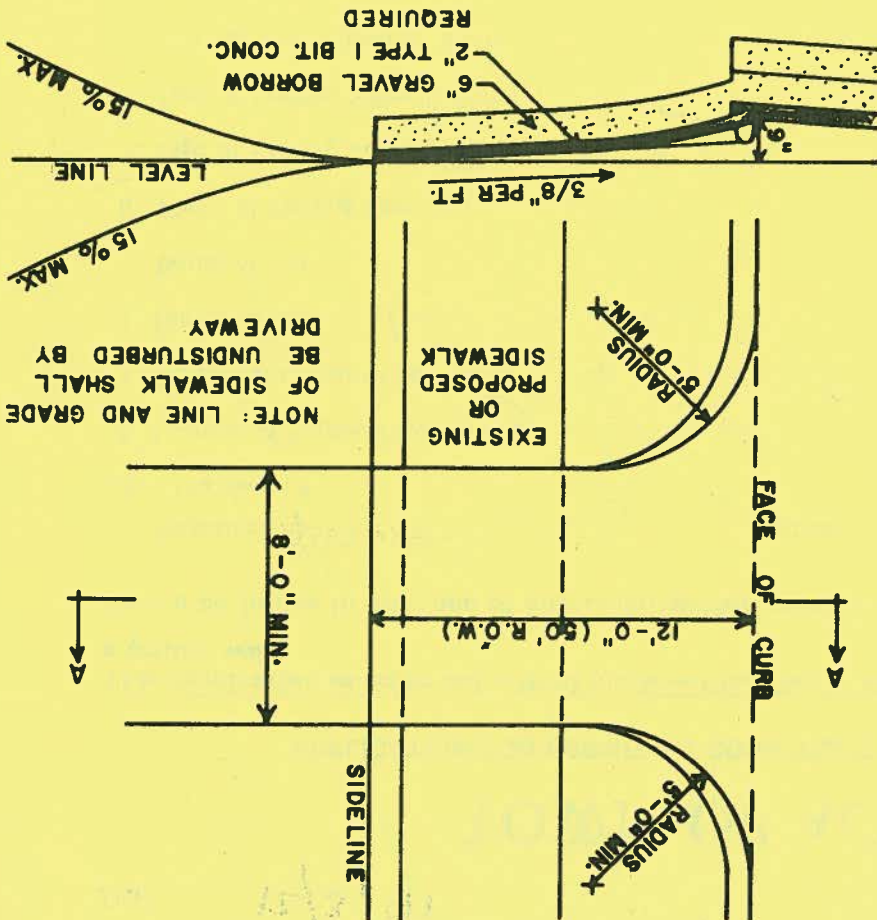 RADIUS
5'-0" MIN.
SIDELINE
A
A
12'-0" (50' R.O.W.)
8'-0" MIN.
FACE OF CURB
EXISTING
OR
PROPOSED
SIDEWALK
NOTE: LINE AND GRADE
OF SIDEWALK SHALL
BE UNDISTURBED BY
DRIVEWAY
RADIUS
5'-0" MIN.
15% MAX.
3/8" PER FT.
LEVEL LINE
6"
15% MAX.
6" GRAVEL BORROW
2" TYPE I BIT. CONC.
REQUIRED